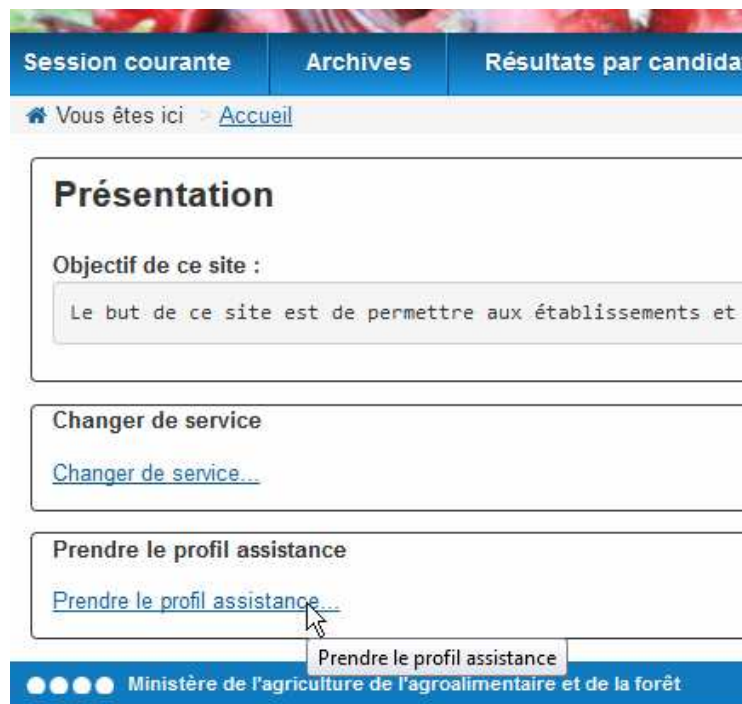 Session courante Archives Résultats par candida
Vous êtes ici > Accueil
Présentation
Objectif de ce site :
Le but de ce site est de permettre aux établissements et
Changer de service
Changer de service...
Prendre le profil assistance
Prendre le profil assistance...
Prendre le profil assistance
Ministère de l'agriculture de l'agroalimentaire et de la forêt